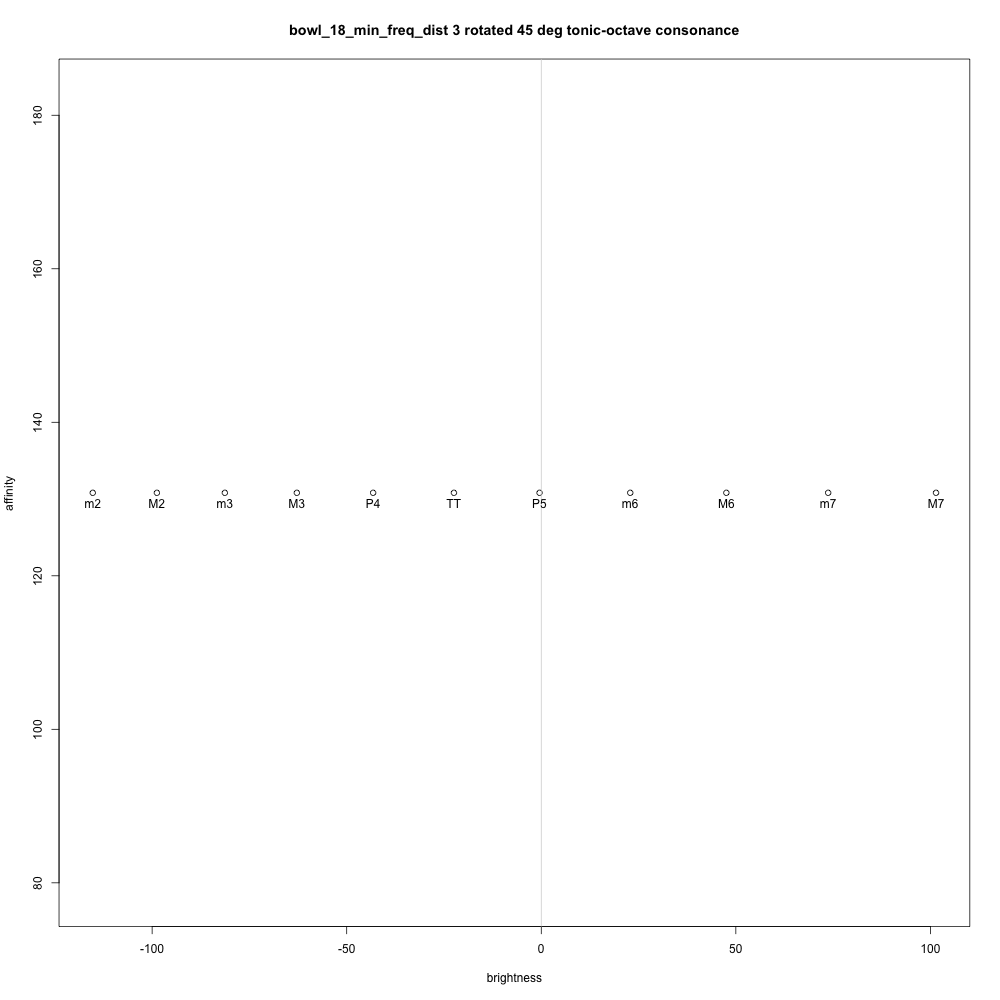 bowl_18_min_freq_dist 3 rotated 45 deg tonic-octave consonance
180
160
140
120
100
80
affinity
m2 M2 m3 M3 P4 TT P5 m6 M6 m7 M7
-100 -50 0 50 100
brightness